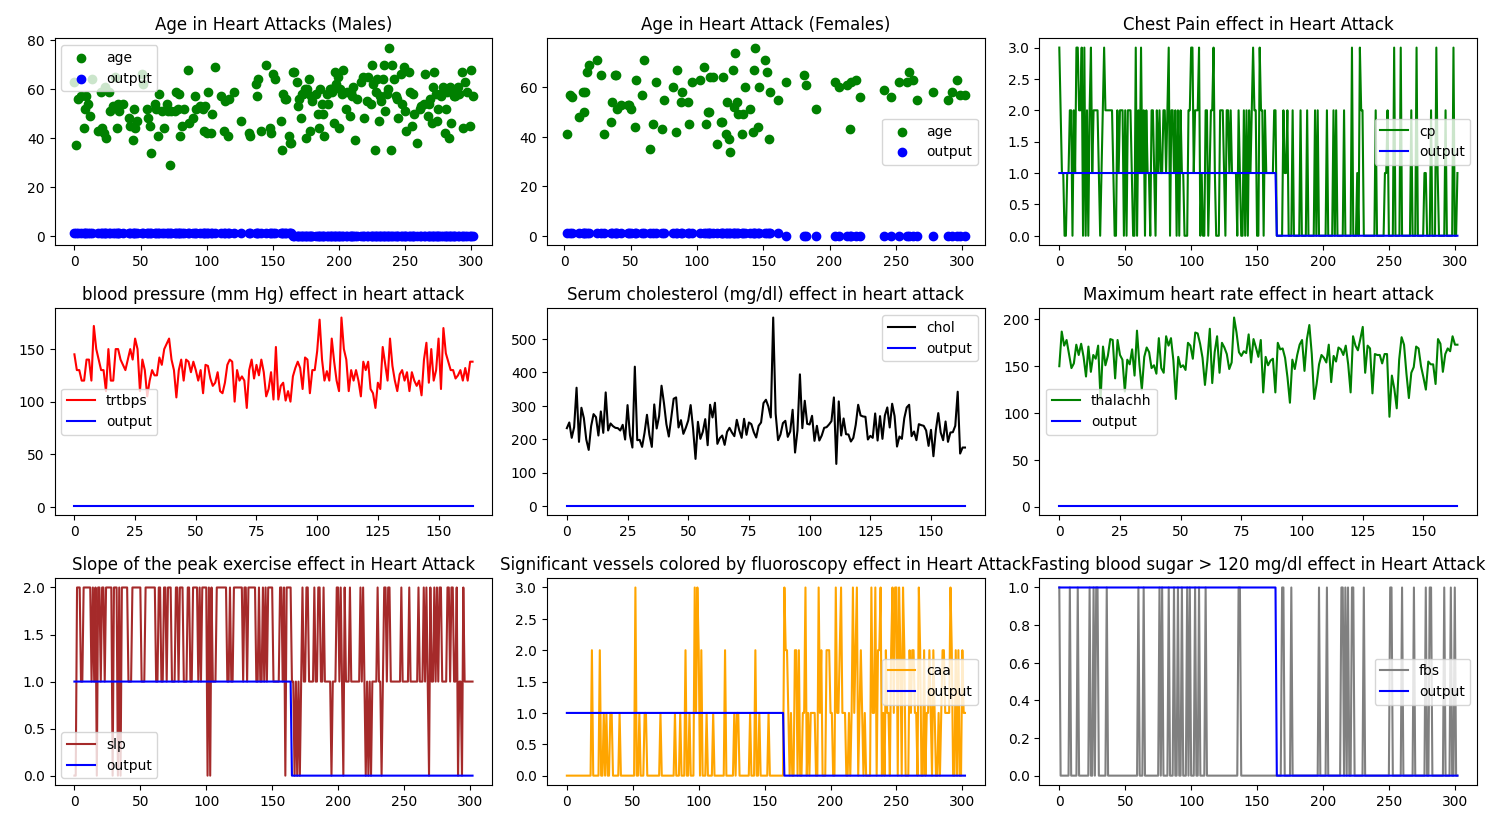 Age in Heart Attacks (Males)
80
60
40
20
0
0 50 100 150 200 250 300
age
output
Age in Heart Attack (Females)
60
40
20
0
0 50 100 150 200 250 300
age
output
Chest Pain effect in Heart Attack
3.0
2.5
2.0
1.5
1.0
0.5
0.0
0 50 100 150 200 250 300
cp
output
blood pressure (mm Hg) effect in heart attack
150
100
50
0
0 25 50 75 100 125 150
trtbps
output
Serum cholesterol (mg/dl) effect in heart attack
500
400
300
200
100
0
0 25 50 75 100 125 150
chol
output
Maximum heart rate effect in heart attack
200
150
100
50
0
0 25 50 75 100 125 150
thalachh
output
Slope of the peak exercise effect in Heart Attack
2.0
1.5
1.0
0.5
0.0
0 50 100 150 200 250 300
slp
output
Significant vessels colored by fluoroscopy effect in Heart Attack
3.0
2.5
2.0
1.5
1.0
0.5
0.0
0 50 100 150 200 250 300
caa
output
Fasting blood sugar > 120 mg/dl effect in Heart Attack
1.0
0.8
0.6
0.4
0.2
0.0
0 50 100 150 200 250 300
fbs
output